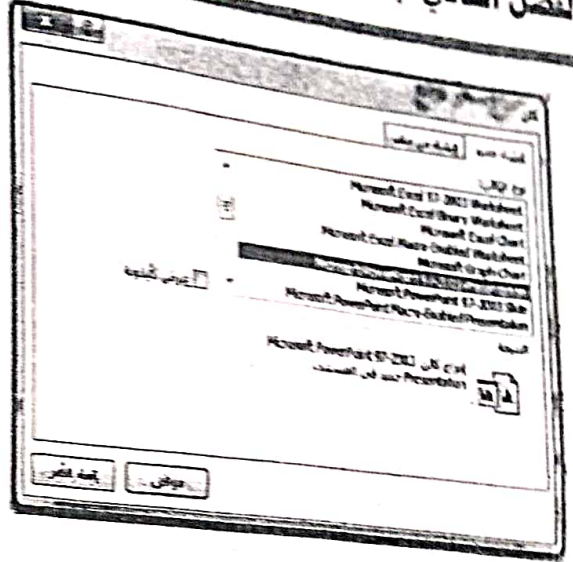 كائن
إنشاء جديد إنشاء من ملف
نوع الكائن:
Microsoft Excel 97-2003 Worksheet
Microsoft Excel Binary Worksheet
Microsoft Excel Chart
Microsoft Excel Macro-Enabled Worksheet
Microsoft Graph Chart
Microsoft PowerPoint 97-2003 Slide
Microsoft PowerPoint Macro-Enabled Presentation
عرض كأيقونة
النتيجة
إدراج كائن Microsoft PowerPoint 97-2003
Presentation جديد في المستند.
موافق
إلغاء الأمر